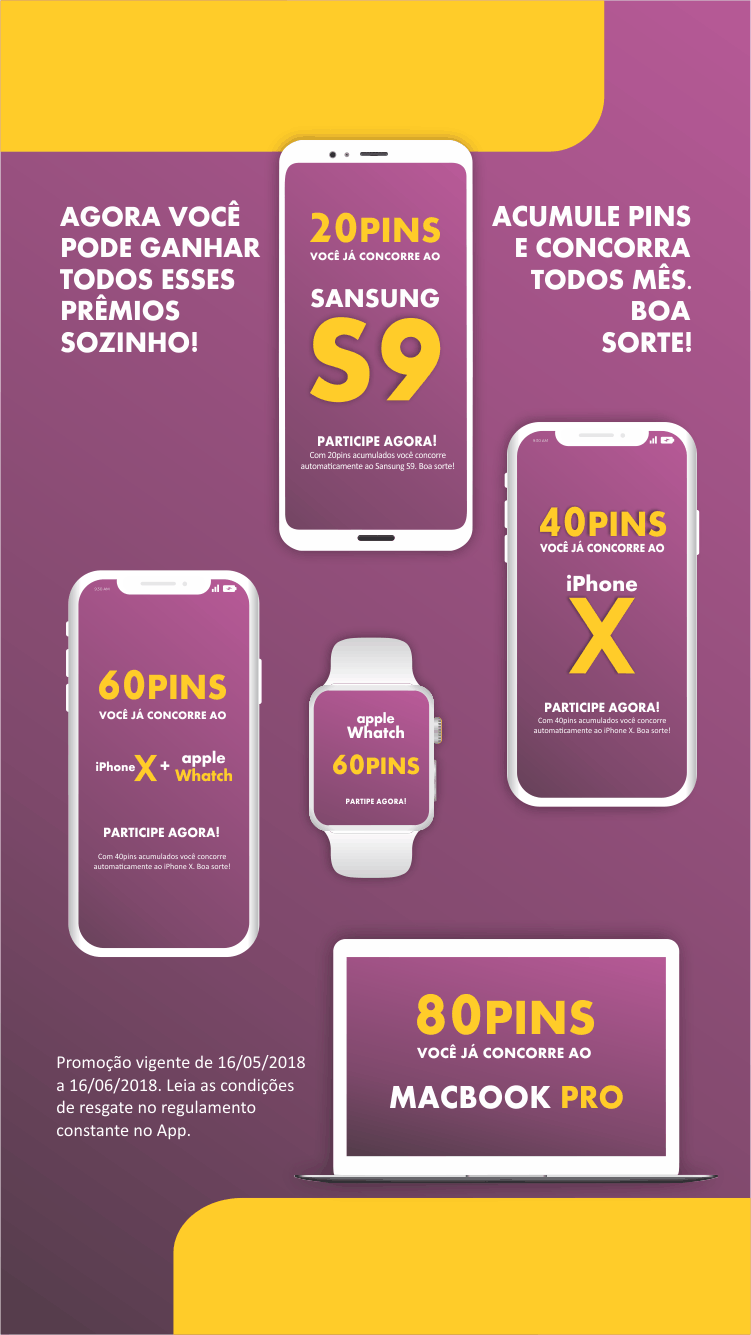 AGORA VOCÊ
PODE GANHAR
TODOS ESSES
PRÊMIOS
SOZINHO!
20PINS
VOCÊ JÁ CONCORRE AO
SANSUNG
S9
PARTICIPE AGORA!
Com 20pins acumulados você concorre
automaticamente ao Sansung S9. Boa sorte!
ACUMULE PINS
E CONCORRA
TODOS MÊS.
BOA
SORTE!
40PINS
VOCÊ JÁ CONCORRE AO
iPhone
X
PARTICIPE AGORA!
Com 40pins acumulados você concorre
automaticamente ao iPhone X. Boa sorte!
60PINS
VOCÊ JÁ CONCORRE AO
iPhone X + apple Whatch
PARTICIPE AGORA!
Com 40pins acumulados você concorre
automaticamente ao iPhone X. Boa sorte!
apple
Whatch
60PINS
PARTIPE AGORA!
80PINS
VOCÊ JÁ CONCORRE AO
MACBOOK PRO
Promoção vigente de 16/05/2018
a 16/06/2018. Leia as condições
de resgate no regulamento
constante no App.